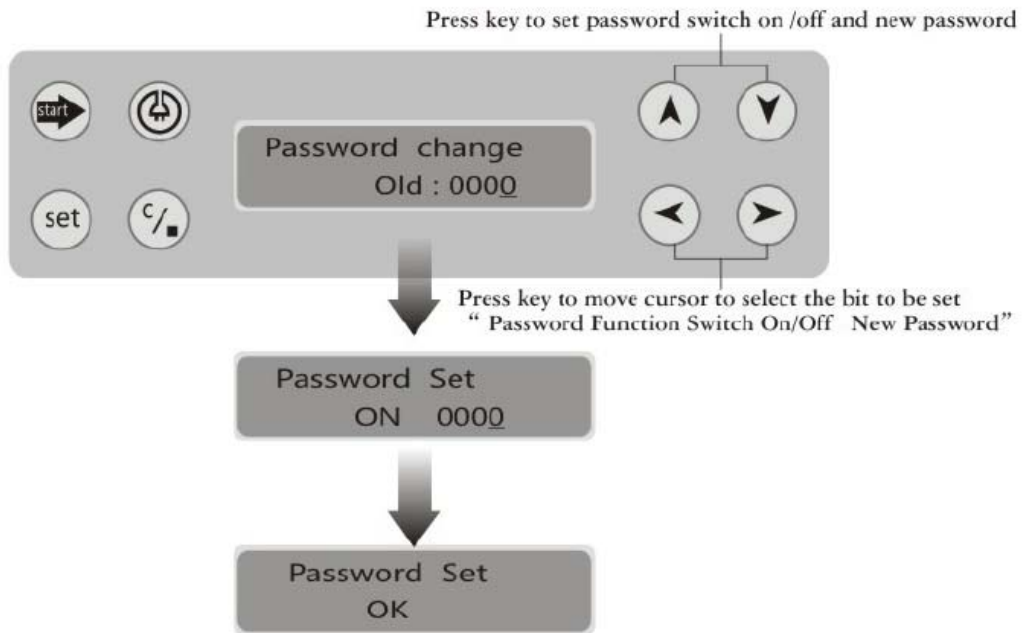 Press key to set password switch on /off and new password
start
Password change
Old : 0000
set
C/■
Press key to move cursor to select the bit to be set
“ Password Function Switch On/Off New Password”
Password Set
ON 0000
Password Set
OK